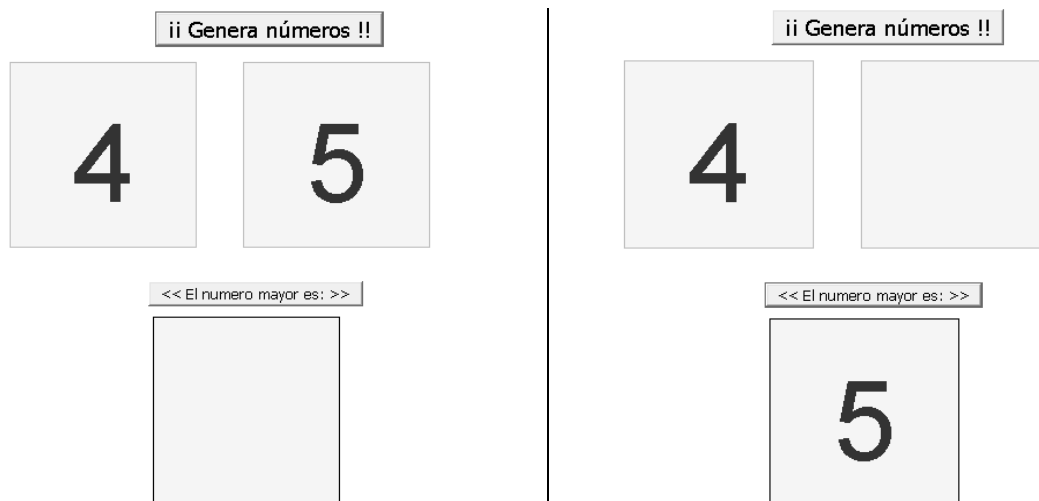 ¡¡ Genera números !!
4 5
<< El numero mayor es: >>
¡¡ Genera números !!
4
<< El numero mayor es: >>
5